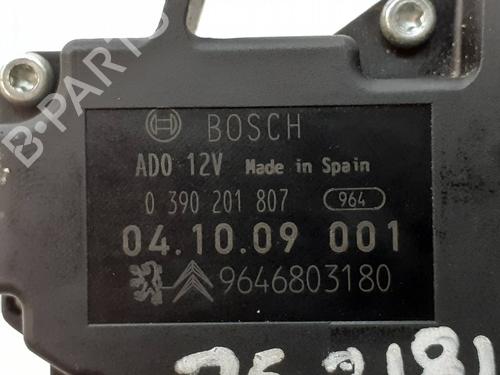 B-PARTS
BOSCH
AD0 12V Made in Spain
0 390 201 807 964
04.10.09 001
9646803180